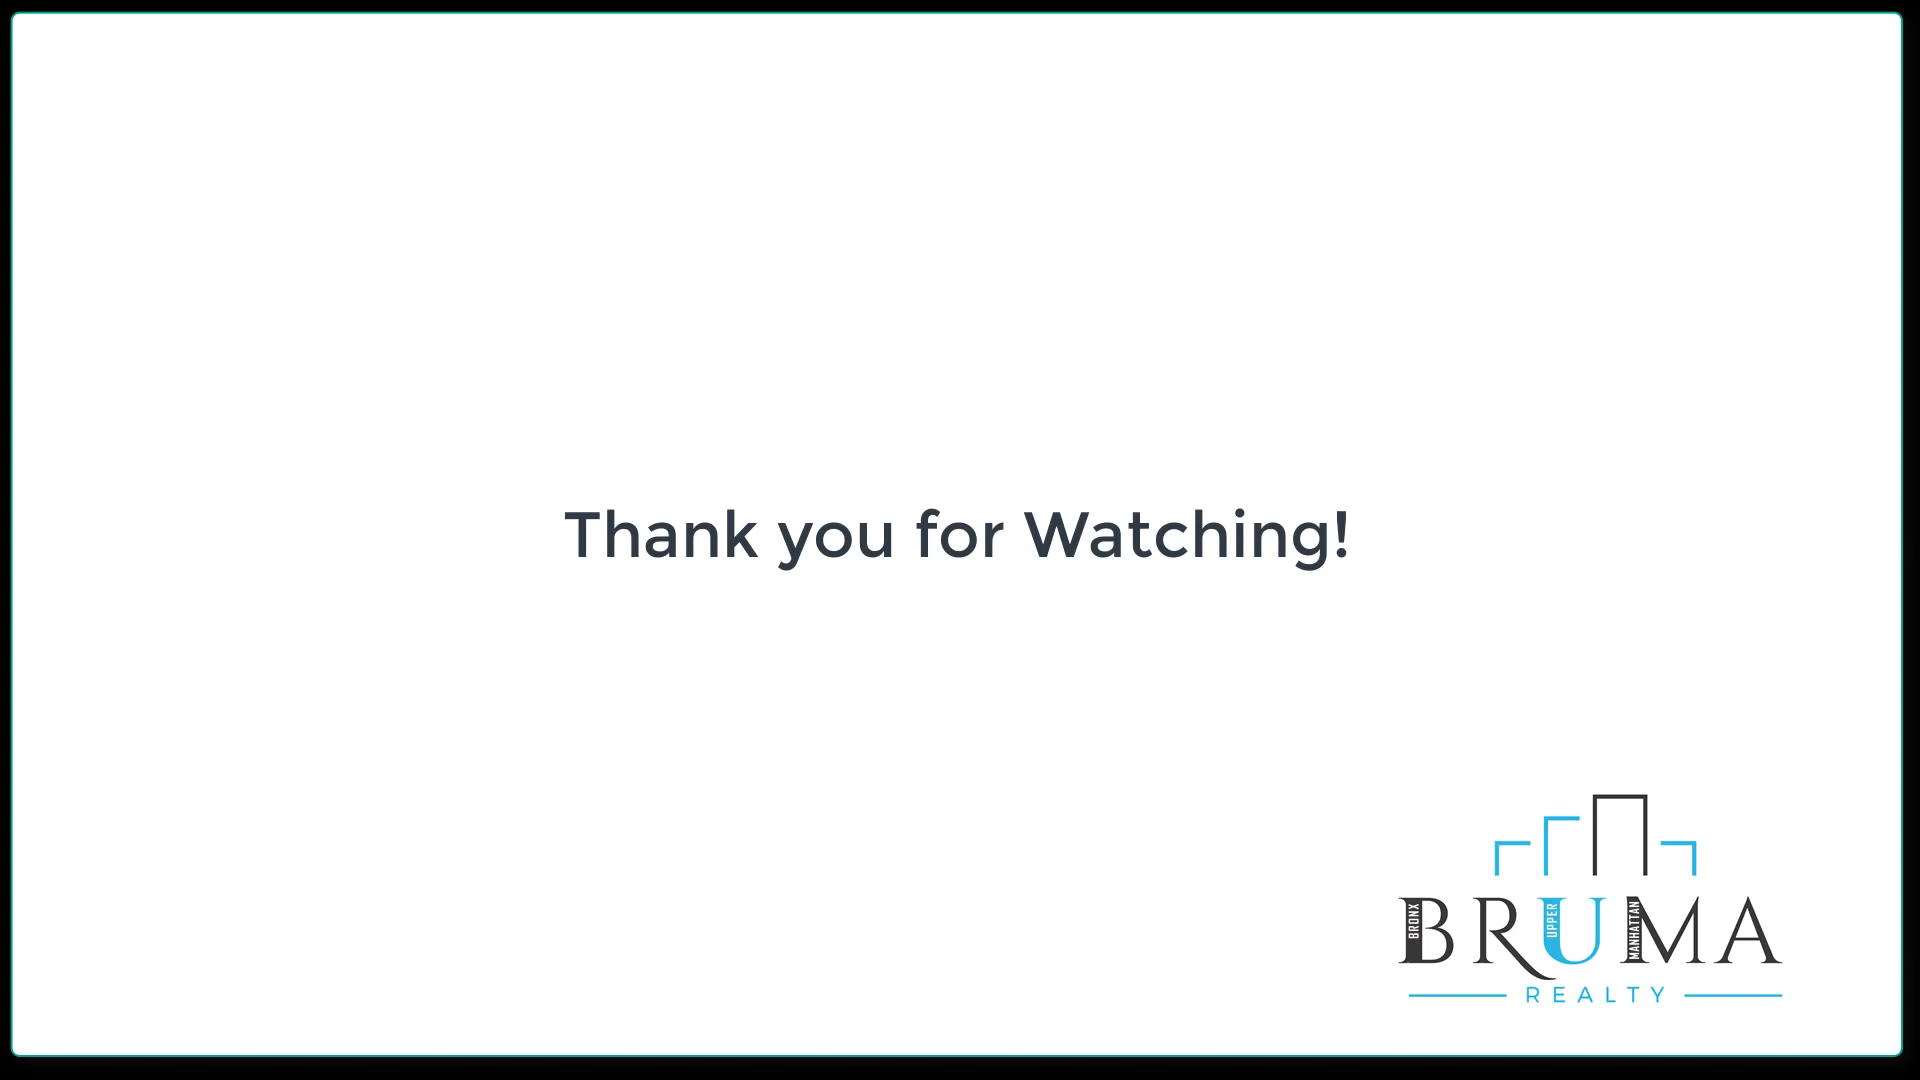 Thank you for Watching!
BRUMA
BRONX
UPPER
MANHATTAN
REALTY